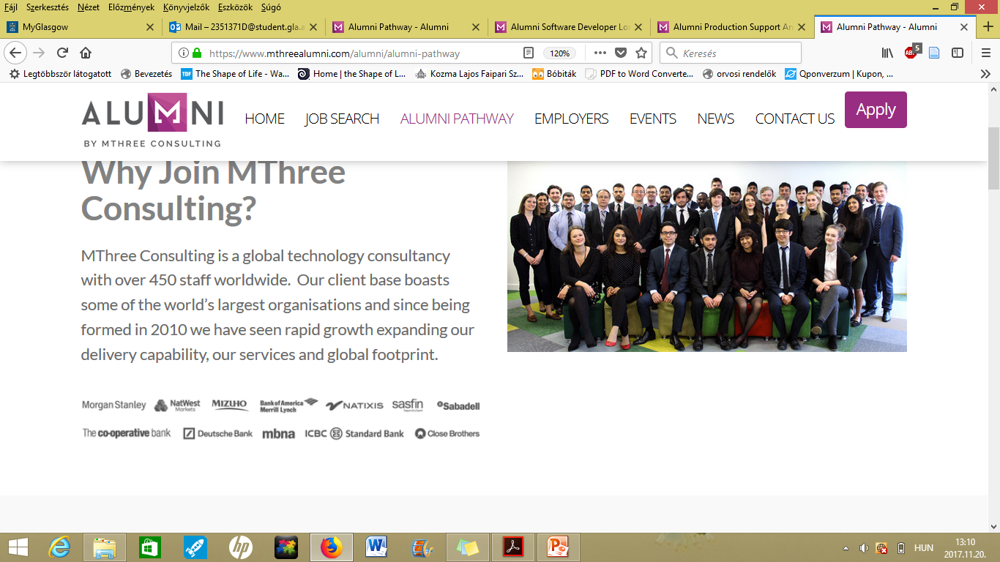 Fájl Szerkesztés Nézet Előzmények Könyvjelzők Eszközök Súgó
MyGlasgow
Mail – 2351371D@student.gla.a
Alumni Pathway - Alumni
Alumni Software Developer Lo
Alumni Production Support An
Alumni Pathway - Alumni
https://www.mthreealumni.com/alumni/alumni-pathway
120%
Keresés
ABP
5
Legtöbbször látogatott
Bevezetés
TDF
The Shape of Life - Wa...
Home | the Shape of L...
Kozma Lajos Faipari Sz...
Bóbiták
PDF to Word Converte...
orvosi rendelők
Qponverzum | Kupon, ...
ALUMNI
BY MTHREE CONSULTING
HOME
JOB SEARCH
ALUMNI PATHWAY
EMPLOYERS
EVENTS
NEWS
CONTACT US
Apply
Why Join MThree
Consulting?
MThree Consulting is a global technology consultancy
with over 450 staff worldwide. Our client base boasts
some of the world's largest organisations and since being
formed in 2010 we have seen rapid growth expanding our
delivery capability, our services and global footprint.
Morgan Stanley
NatWest
Markets
MIZUHO
Bank of America
Merrill Lynch
NATIXIS
sasfin
Sabadell
The co-operative bank
Deutsche Bank
mbna
ICBC Standard Bank
Close Brothers
hp
HUN
13:10
2017.11.20.